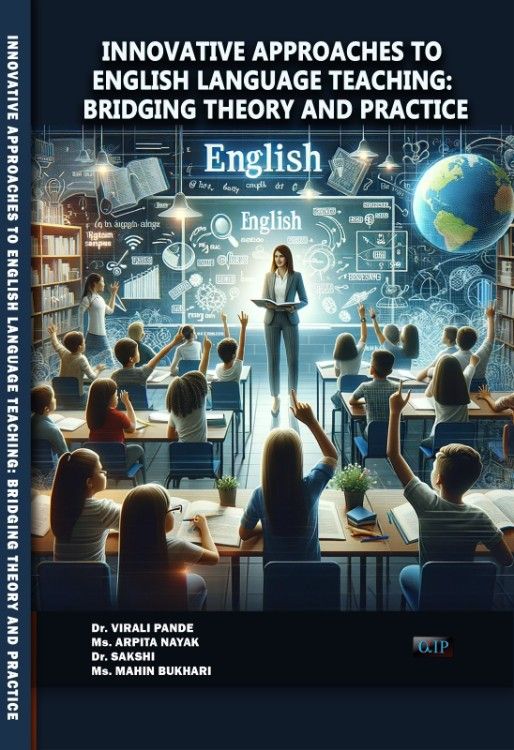 INNOVATIVE APPROACHES TO ENGLISH LANGUAGE TEACHING: BRIDGING THEORY AND PRACTICE
INNOVATIVE APPROACHES TO
ENGLISH LANGUAGE TEACHING:
BRIDGING THEORY AND PRACTICE
English
English
Dr. VIRALI PANDE
Ms. ARPITA NAYAK
Dr. SAKSHI
Ms. MAHIN BUKHARI